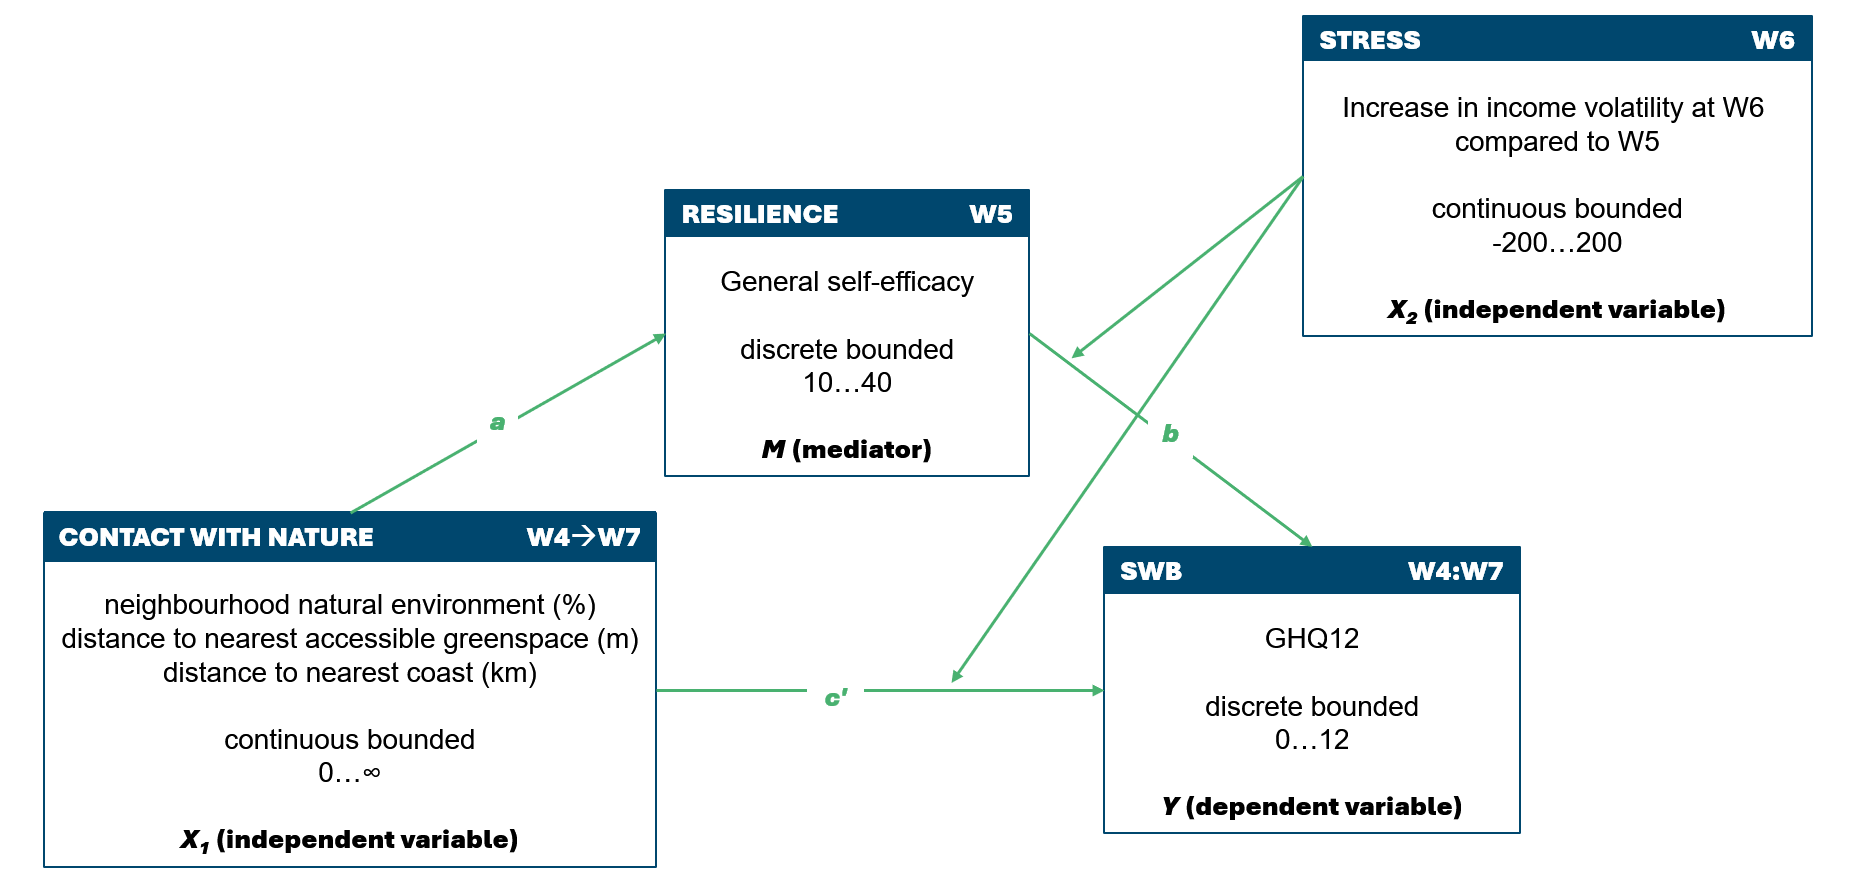 STRESS W6
Increase in income volatility at W6
compared to W5
continuous bounded
-200…200
X2 (independent variable)
RESILIENCE W5
General self-efficacy
discrete bounded
10…40
M (mediator)
a
b
CONTACT WITH NATURE W4→W7
neighbourhood natural environment (%)
distance to nearest accessible greenspace (m)
distance to nearest coast (km)
continuous bounded
0…∞
X1 (independent variable)
c'
SWB W4:W7
GHQ12
discrete bounded
0…12
Y (dependent variable)